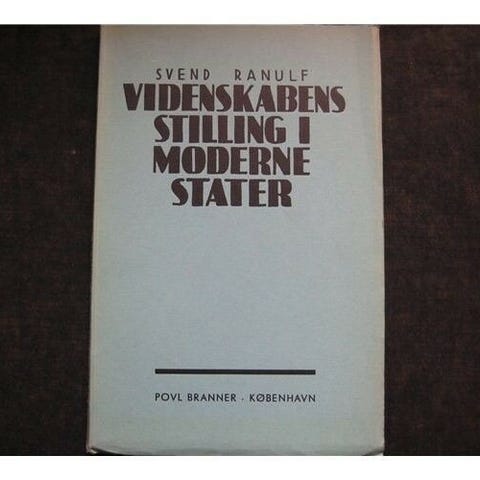 SVEND RANULF
VIDENSKABENS
STILLING I
MODERNE
STATER
POVL BRANNER · KØBENHAVN